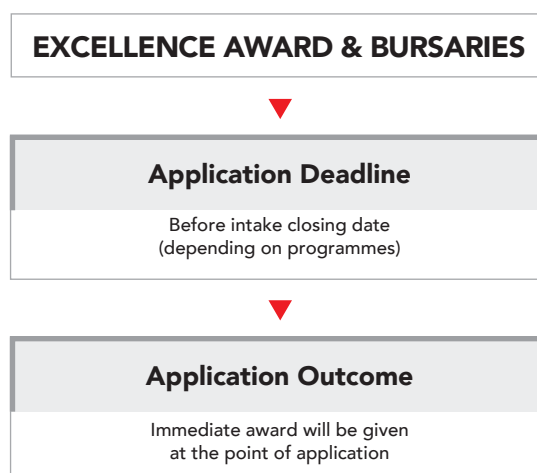 EXCELLENCE AWARD & BURSARIES
Application Deadline
Before intake closing date
(depending on programmes)
Application Outcome
Immediate award will be given
at the point of application